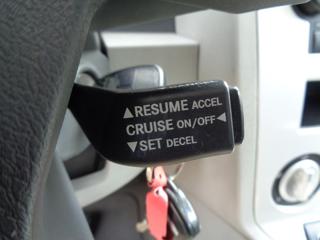 ▲RESUME ACCEL
CRUISE ON/OFF◀
▼SET DECEL